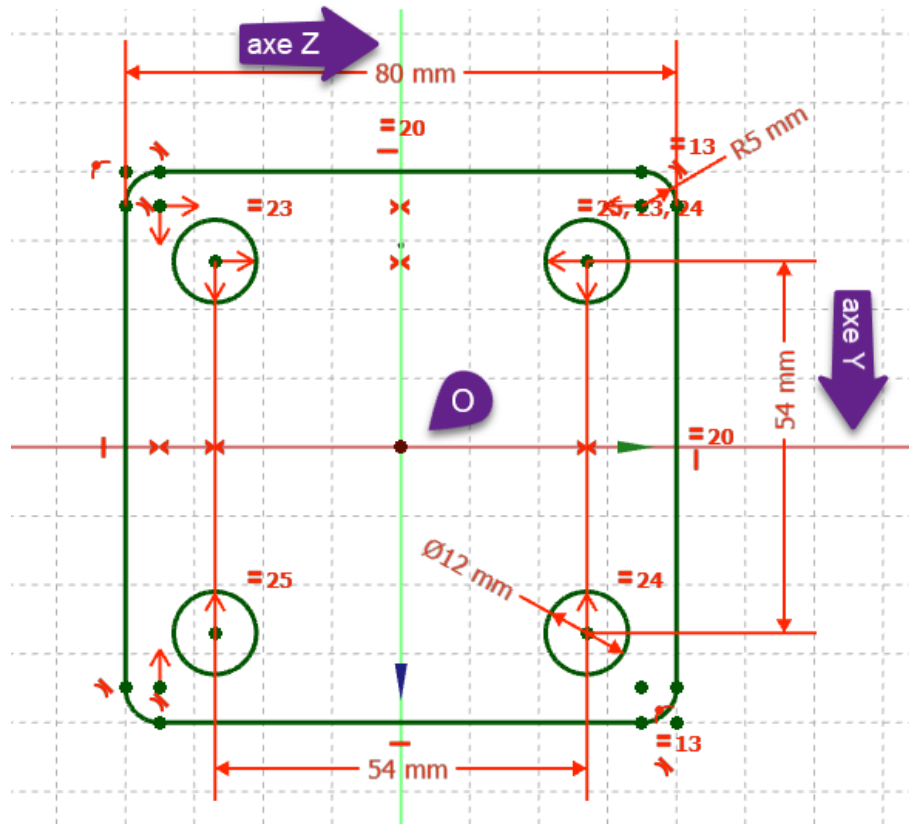 axe Z
80 mm
=20
=13
R5 mm
=23
=25, 23, 24
axe Y
54 mm
O
=20
Ø12 mm
=25
=24
=13
54 mm